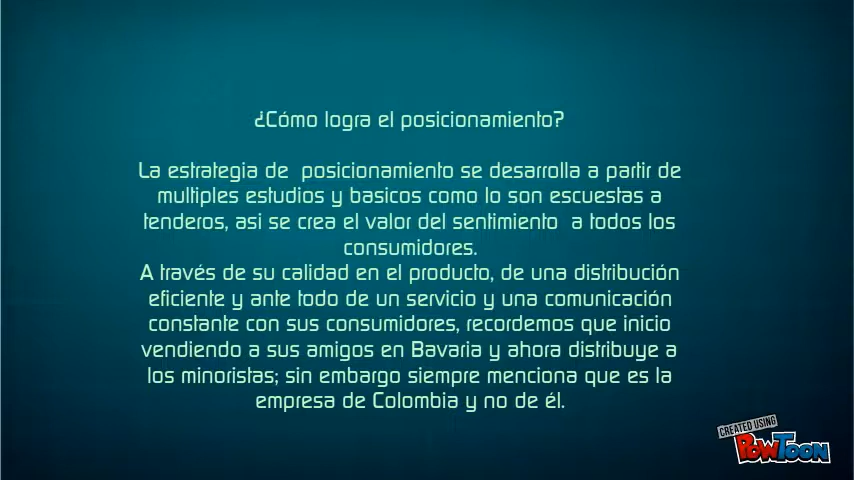 ¿Cómo logra el posicionamiento?
La estrategia de posicionamiento se desarrolla a partir de
multiples estudios y basicos como lo son escuestas a
tenderos, asi se crea el valor del sentimiento a todos los
consumidores.
A través de su calidad en el producto, de una distribución
eficiente y ante todo de un servicio y una comunicación
constante con sus consumidores, recordemos que inicio
vendiendo a sus amigos en Bavaria y ahora distribuye a
los minoristas; sin embargo siempre menciona que es la
empresa de Colombia y no de él.
CREATED USING
POWTOON